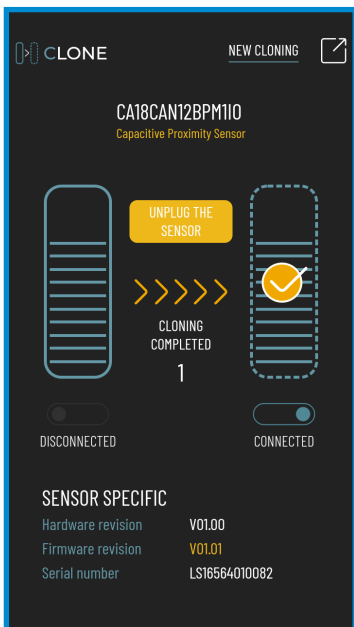 CLONE
NEW CLONING
CA18CAN12BPM1IO
Capacitive Proximity Sensor
UNPLUG THE
SENSOR
CLONING
COMPLETED
1
DISCONNECTED
CONNECTED
SENSOR SPECIFIC
Hardware revision V01.00
Firmware revision V01.01
Serial number LS16564010082